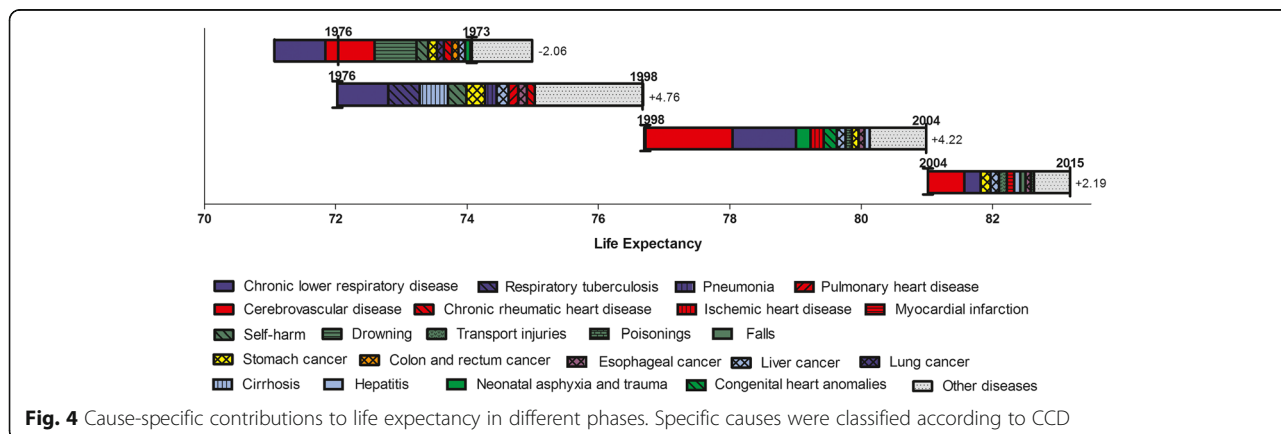 1976 1973
-2.06
1976 1998
+4.76
1998 2004
+4.22
2004 2015
+2.19
70 72 74 76 78 80 82
Life Expectancy
Chronic lower respiratory disease Respiratory tuberculosis Pneumonia Pulmonary heart disease
Cerebrovascular disease Chronic rheumatic heart disease Ischemic heart disease Myocardial infarction
Self-harm Drowning Transport injuries Poisonings Falls
Stomach cancer Colon and rectum cancer Esophageal cancer Liver cancer Lung cancer
Cirrhosis Hepatitis Neonatal asphyxia and trauma Congenital heart anomalies Other diseases
Fig. 4 Cause-specific contributions to life expectancy in different phases. Specific causes were classified according to CCD